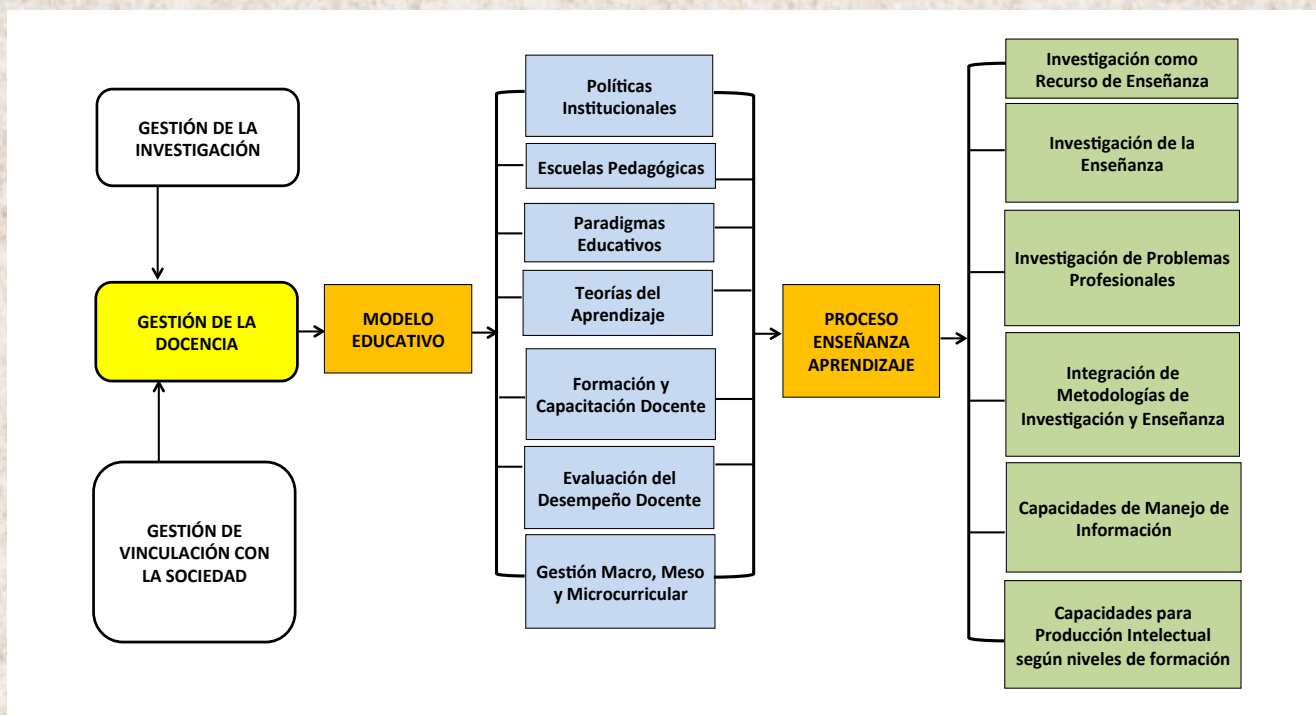 GESTIÓN DE LA
INVESTIGACIÓN
GESTIÓN DE LA
DOCENCIA
GESTIÓN DE
VINCULACIÓN CON
LA SOCIEDAD
MODELO
EDUCATIVO
Políticas
Institucionales
Escuelas Pedagógicas
Paradigmas
Educativos
Teorías del
Aprendizaje
Formación y
Capacitación Docente
Evaluación del
Desempeño Docente
Gestión Macro, Meso
y Microcurricular
PROCESO
ENSEÑANZA
APRENDIZAJE
Investigación como
Recurso de Enseñanza
Investigación de la
Enseñanza
Investigación de Problemas
Profesionales
Integración de
Metodologías de
Investigación y Enseñanza
Capacidades de Manejo de
Información
Capacidades para
Producción Intelectual
según niveles de formación